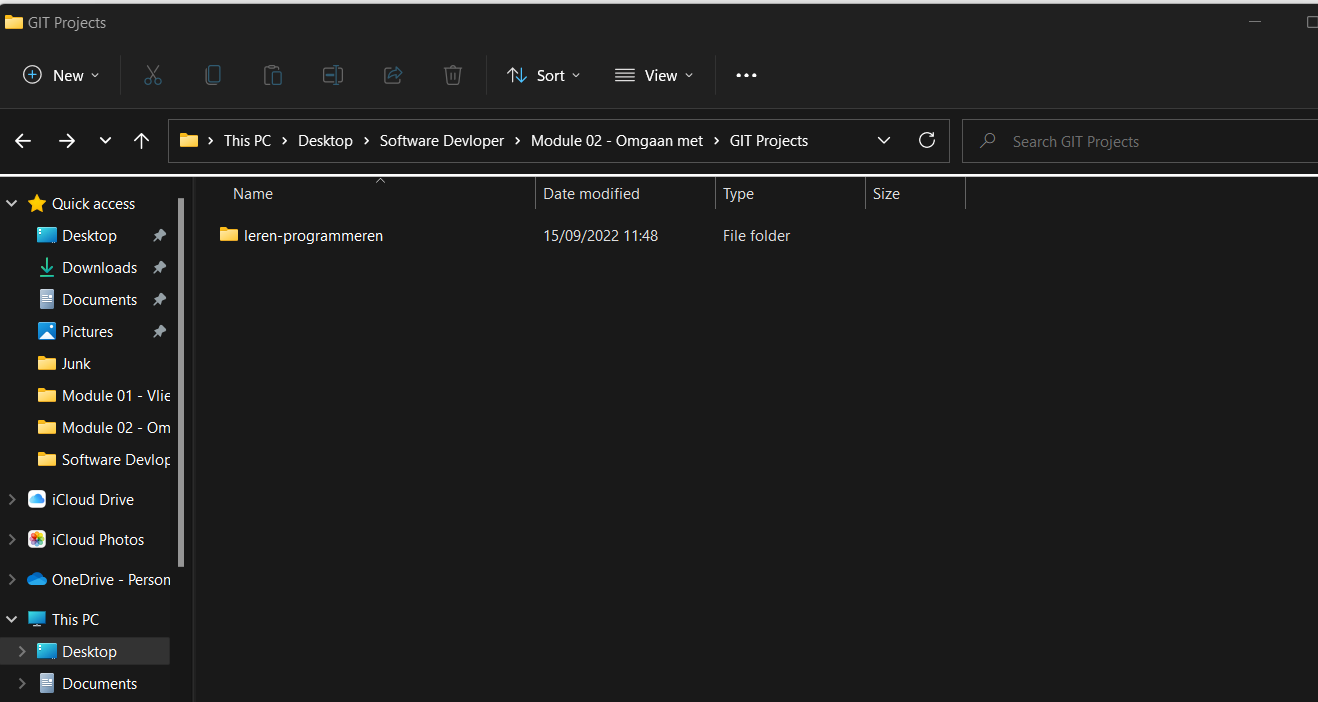 GIT Projects
New
Sort
View
This PC
Desktop
Software Devloper
Module 02 - Omgaan met
GIT Projects
Search GIT Projects
Name
Date modified
Type
Size
leren-programmeren
15/09/2022 11:48
File folder
Quick access
Desktop
Downloads
Documents
Pictures
Junk
Module 01 - Vlie
Module 02 - Om
Software Devlop
iCloud Drive
iCloud Photos
OneDrive - Person
This PC
Desktop
Documents